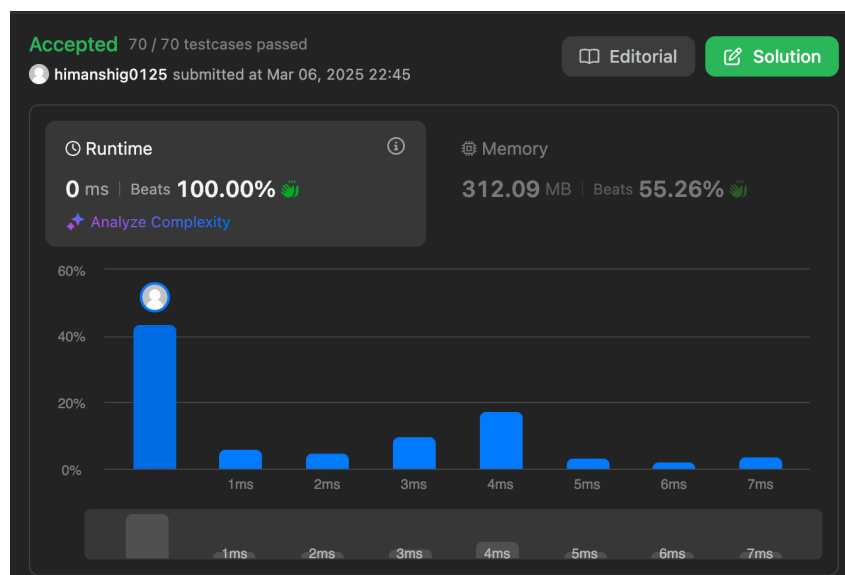 Accepted 70 / 70 testcases passed
himanshig0125 submitted at Mar 06, 2025 22:45
Editorial
Solution
Runtime
0 ms | Beats 100.00%
Analyze Complexity
Memory
312.09 MB | Beats 55.26%
60%
40%
20%
0%
1ms 2ms 3ms 4ms 5ms 6ms 7ms
1ms 2ms 3ms 4ms 5ms 6ms 7ms